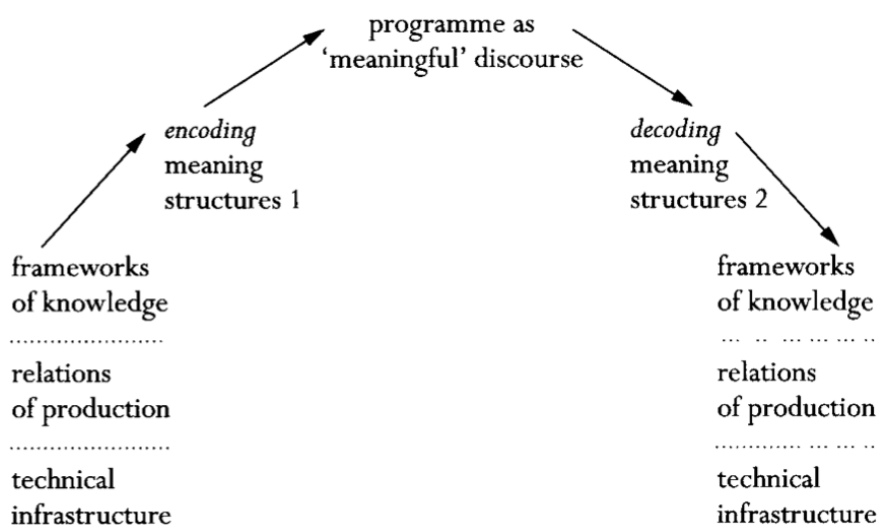 programme as
‘meaningful’ discourse
encoding
meaning
structures 1
decoding
meaning
structures 2
frameworks
of knowledge
relations
of production
technical
infrastructure
frameworks
of knowledge
relations
of production
technical
infrastructure